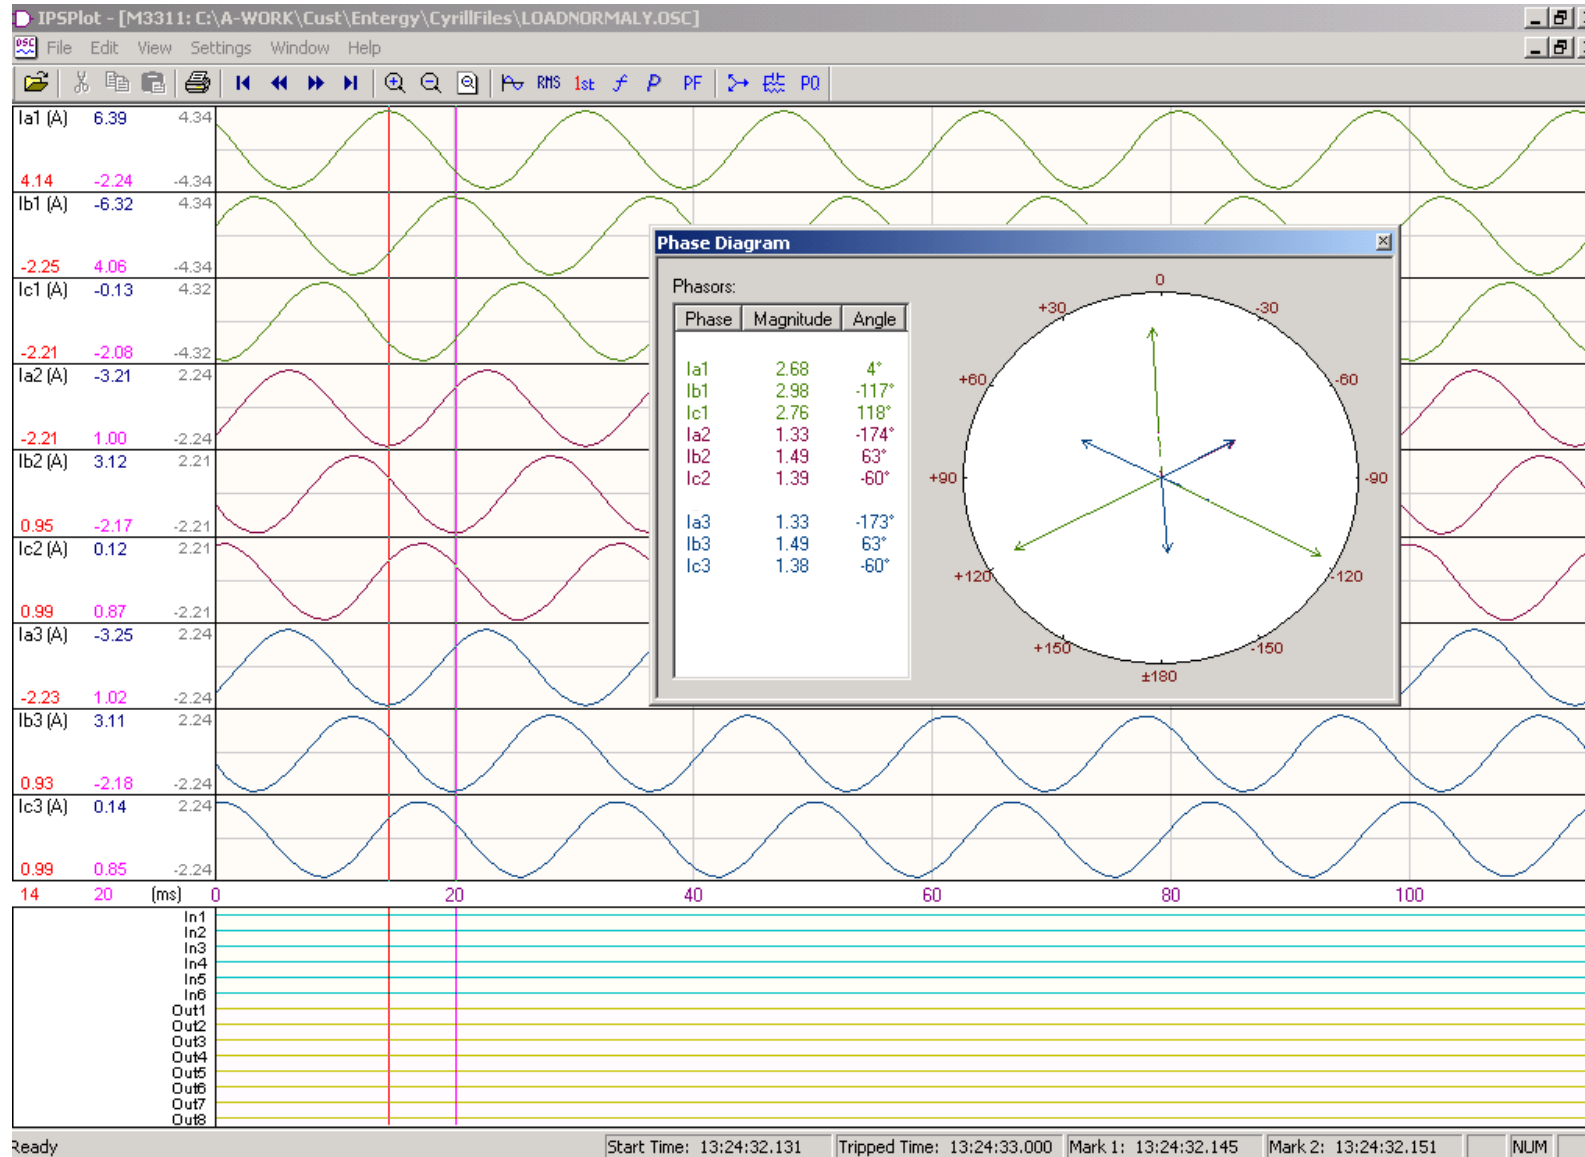 IPSPlot - [M3311: C:\A-WORK\Cust\Entergy\CyrillFiles\LOADNORMALY.OSC]
OSC File Edit View Settings Window Help
RMS 1st f P PF PQ
Ia1 (A) 6.39 4.34
4.14 -2.24 -4.34
Ib1 (A) -6.32 4.34
-2.25 4.06 -4.34
Ic1 (A) -0.13 4.32
-2.21 -2.08 -4.32
Ia2 (A) -3.21 2.24
-2.21 1.00 -2.24
Ib2 (A) 3.12 2.21
0.95 -2.17 -2.21
Ic2 (A) 0.12 2.21
0.99 0.87 -2.21
Ia3 (A) -3.25 2.24
-2.23 1.02 -2.24
Ib3 (A) 3.11 2.24
0.93 -2.18 -2.24
Ic3 (A) 0.14 2.24
0.99 0.85 -2.24
14 20 (ms) 0 20 40 60 80 100
Phase Diagram
Phasors:
Phase Magnitude Angle
Ia1 2.68 4°
Ib1 2.98 -117°
Ic1 2.76 118°
Ia2 1.33 -174°
Ib2 1.49 63°
Ic2 1.39 -60°
Ia3 1.33 -173°
Ib3 1.49 63°
Ic3 1.38 -60°
0
+30 -30
+60 -60
+90 -90
+120 -120
+150 -150
±180
In1
In2
In3
In4
In5
In6
Out1
Out2
Out3
Out4
Out5
Out6
Out7
Out8
Ready Start Time: 13:24:32.131 Tripped Time: 13:24:33.000 Mark 1: 13:24:32.145 Mark 2: 13:24:32.151 NUM